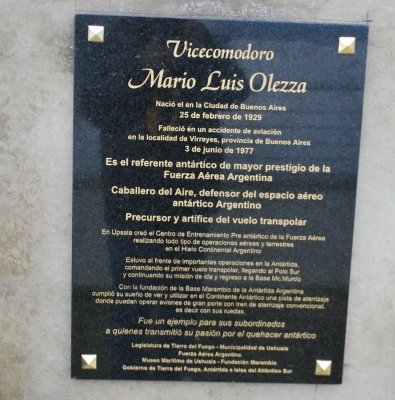 Vicecomodoro
Mario Luis Olezza
Nació el en la Ciudad de Buenos Aires
25 de febrero de 1929
Falleció en un accidente de aviación
en la localidad de Virreyes, provincia de Buenos Aires
3 de junio de 1977
Es el referente antártico de mayor prestigio de la
Fuerza Aérea Argentina
Caballero del Aire, defensor del espacio aéreo
antártico Argentino
Precursor y artífice del vuelo transpolar
En Upsala creó el Centro de Entrenamiento Pre antártico de la Fuerza Aérea
realizando todo tipo de operaciones aéreas y terrestres
en el Hielo Continental Argentino
Estuvo al frente de importantes operaciones en la Antártida,
comandando el primer vuelo transpolar, llegando al Polo Sur
y continuando su misión de ida y regreso a la Base Mc.Murdo
Con la fundación de la Base Marambio de la Antártida Argentina
cumplió su sueño de ver y utilizar en el Continente Antártico una pista de aterrizaje
donde pudieran operar aviones de gran porte con tren de aterrizaje convencional,
es decir con sus ruedas.
Fue un ejemplo para sus subordinados
a quienes transmitió su pasión por el quehacer antártico
Legislatura de Tierra del Fuego - Municipalidad de Ushuaia
Fuerza Aérea Argentina
Museo Marítimo de Ushuaia - Fundación Marambio
Gobierno de Tierra del Fuego, Antártida e Islas del Atlántico Sur